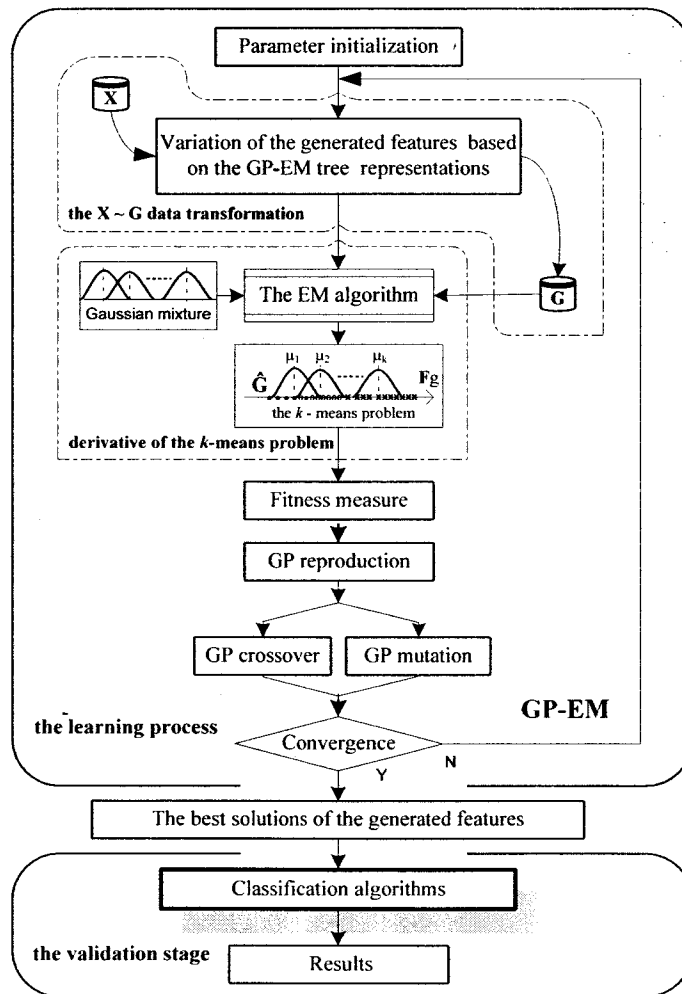 Parameter initialization
X
Variation of the generated features based
on the GP-EM tree representations
the X ~ G data transformation
Gaussian mixture
The EM algorithm
G
μ1 μ2 μk
Ĝ Fg
the k - means problem
derivative of the k-means problem
Fitness measure
GP reproduction
GP crossover
GP mutation
GP-EM
the learning process
Convergence
Y
N
The best solutions of the generated features
Classification algorithms
the validation stage
Results